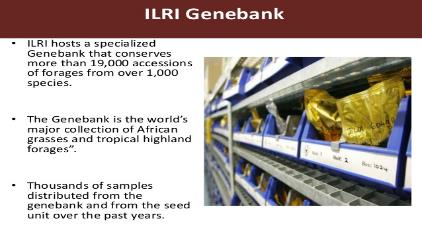 ILRI Genebank
• ILRI hosts a specialized
Genebank that conserves
more than 19,000 accessions
of forages from over 1,000
species.
• The Genebank is the world's
major collection of African
grasses and tropical highland
forages”.
• Thousands of samples
distributed from the
genebank and from the seed
unit over the past years.